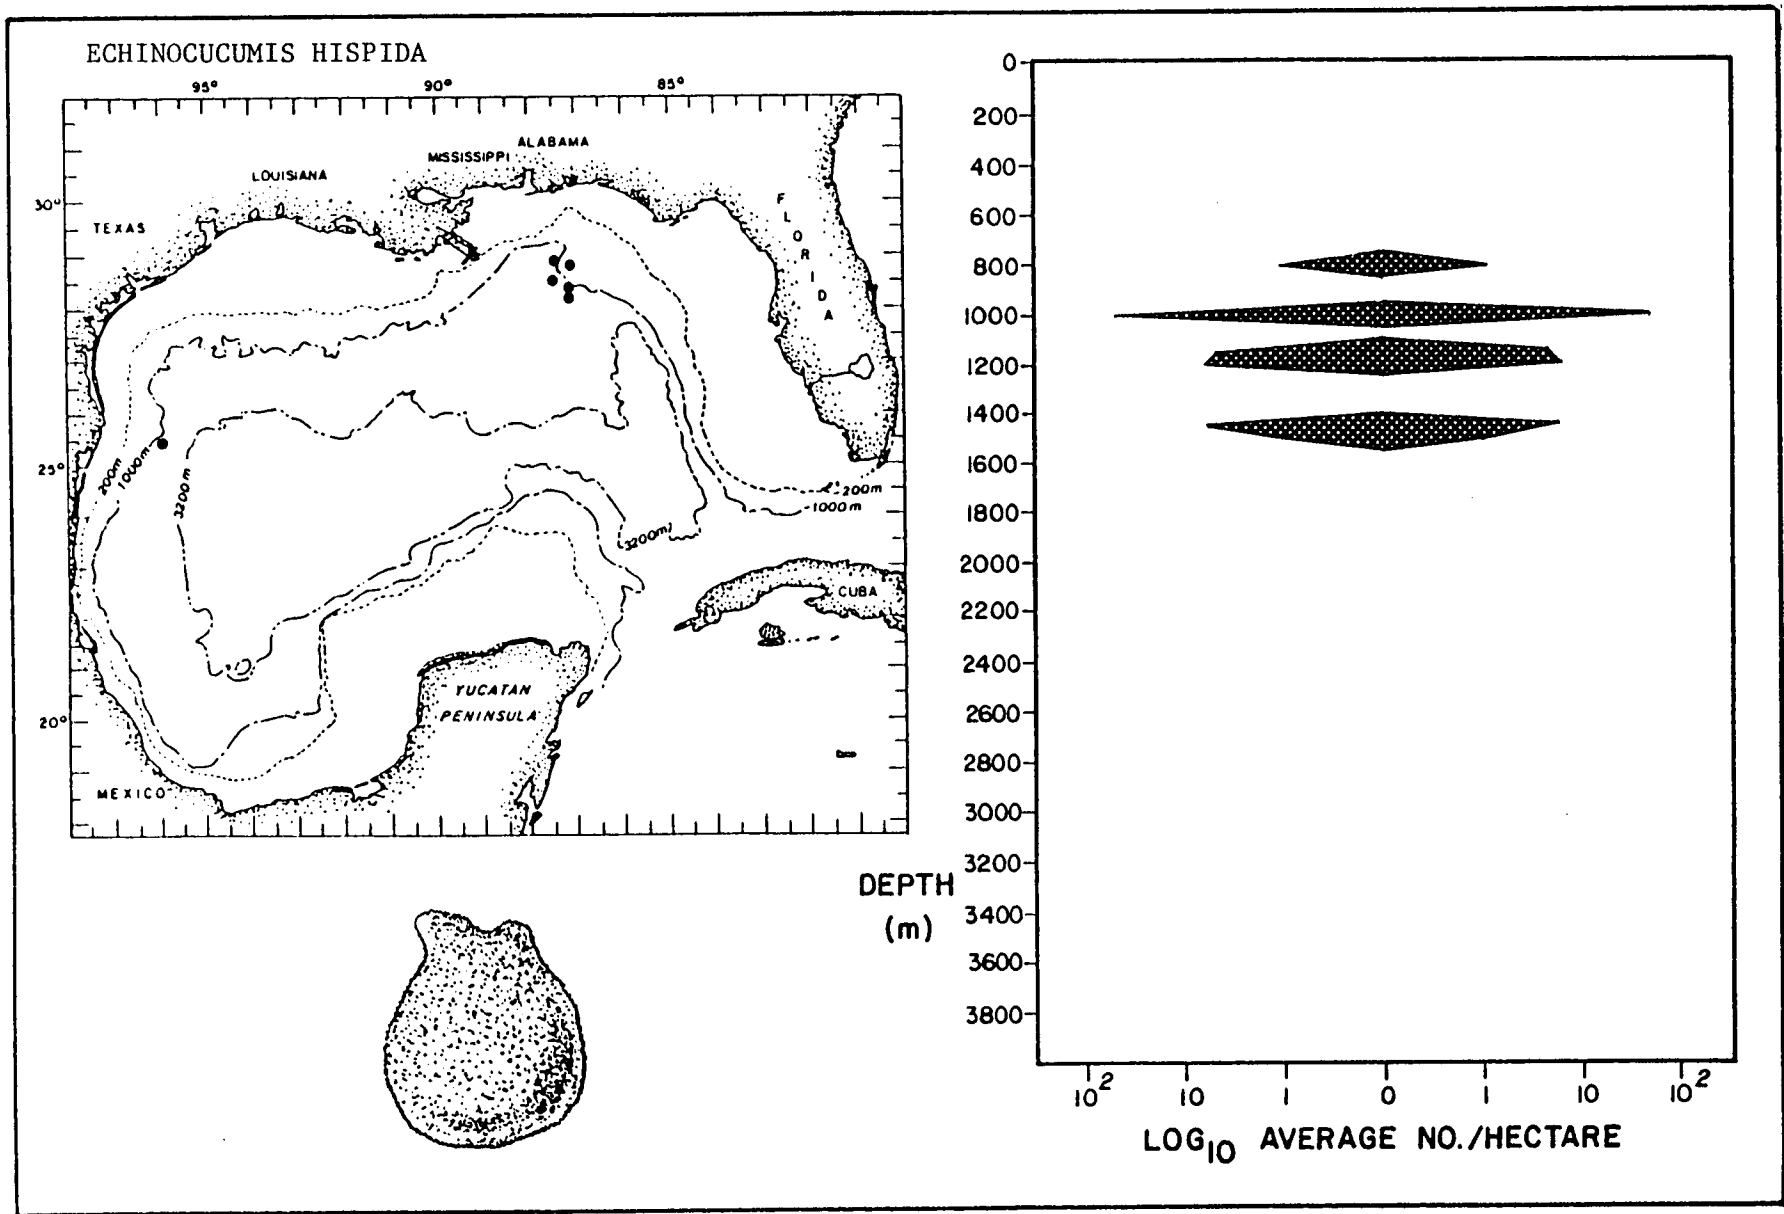 ECHINOCUCUMIS HISPIDA
95° 90° 85°
ALABAMA
MISSISSIPPI
LOUISIANA
TEXAS
30°
FLORIDA
25°
200m
1000m
3200m
200m
1000m
3200m
CUBA
YUCATAN
PENINSULA
20°
MEXICO
0
200
400
600
800
1000
1200
1400
1600
1800
2000
2200
2400
2600
2800
3000
3200
3400
3600
3800
DEPTH
(m)
10² 10 1 0 1 10 10²
LOG₁₀ AVERAGE NO./HECTARE